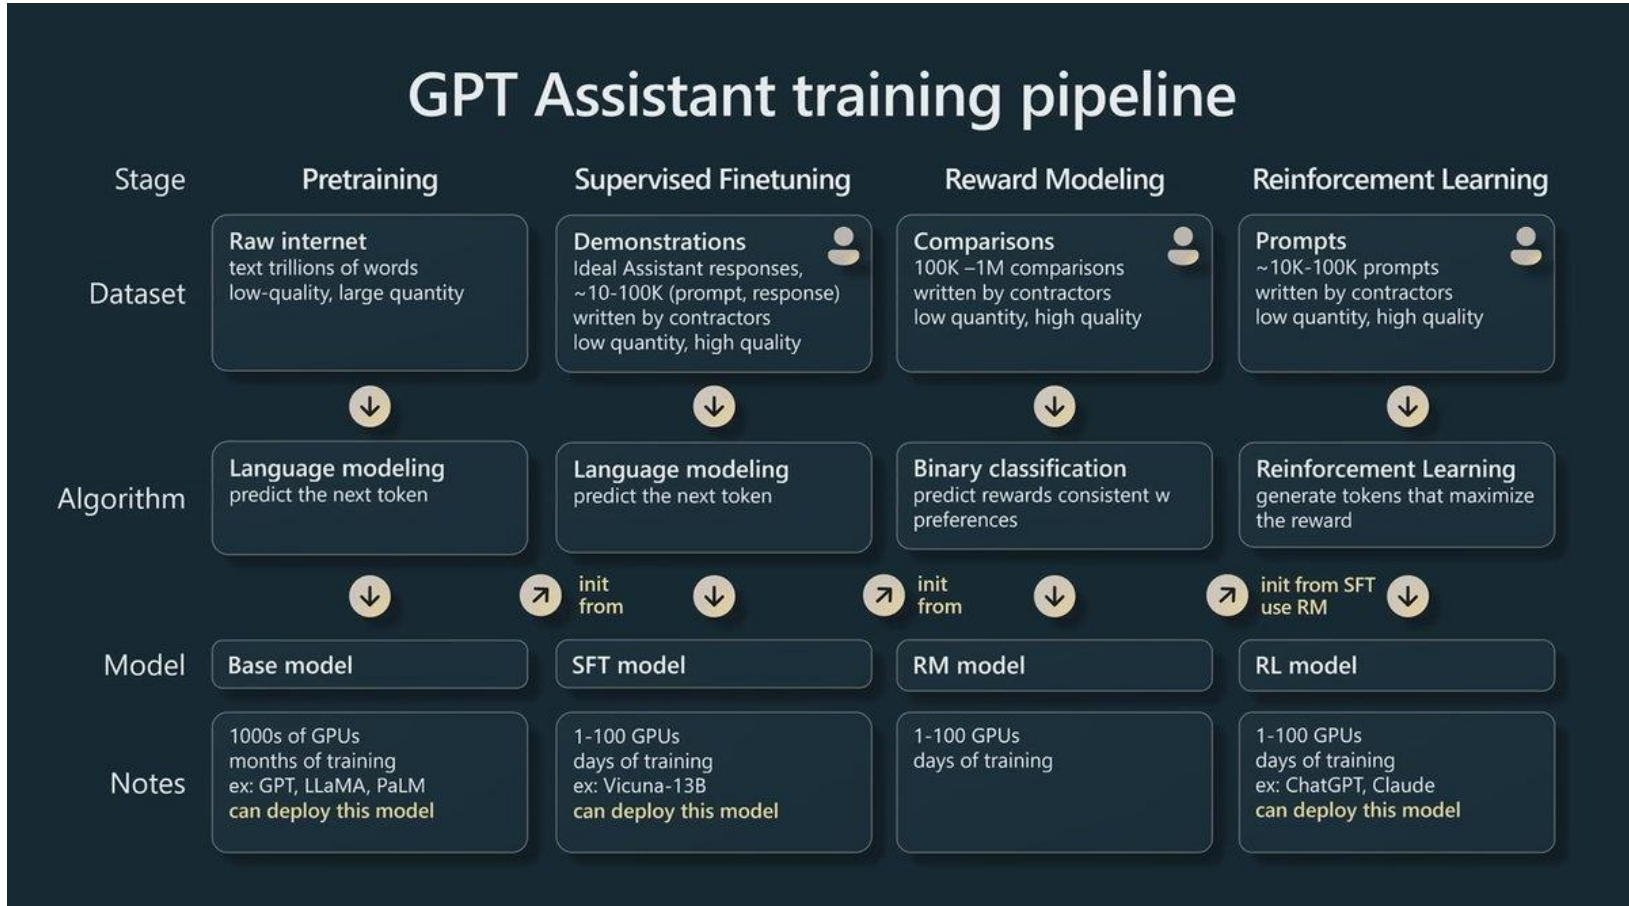 GPT Assistant training pipeline
Stage
Pretraining
Supervised Finetuning
Reward Modeling
Reinforcement Learning
Dataset
Raw internet
text trillions of words
low-quality, large quantity
Demonstrations
Ideal Assistant responses,
~10-100K (prompt, response)
written by contractors
low quantity, high quality
Comparisons
100K –1M comparisons
written by contractors
low quantity, high quality
Prompts
~10K-100K prompts
written by contractors
low quantity, high quality
Algorithm
Language modeling
predict the next token
Language modeling
predict the next token
Binary classification
predict rewards consistent w
preferences
Reinforcement Learning
generate tokens that maximize
the reward
init
from
init
from
init from SFT
use RM
Model
Base model
SFT model
RM model
RL model
Notes
1000s of GPUs
months of training
ex: GPT, LLaMA, PaLM
can deploy this model
1-100 GPUs
days of training
ex: Vicuna-13B
can deploy this model
1-100 GPUs
days of training
1-100 GPUs
days of training
ex: ChatGPT, Claude
can deploy this model